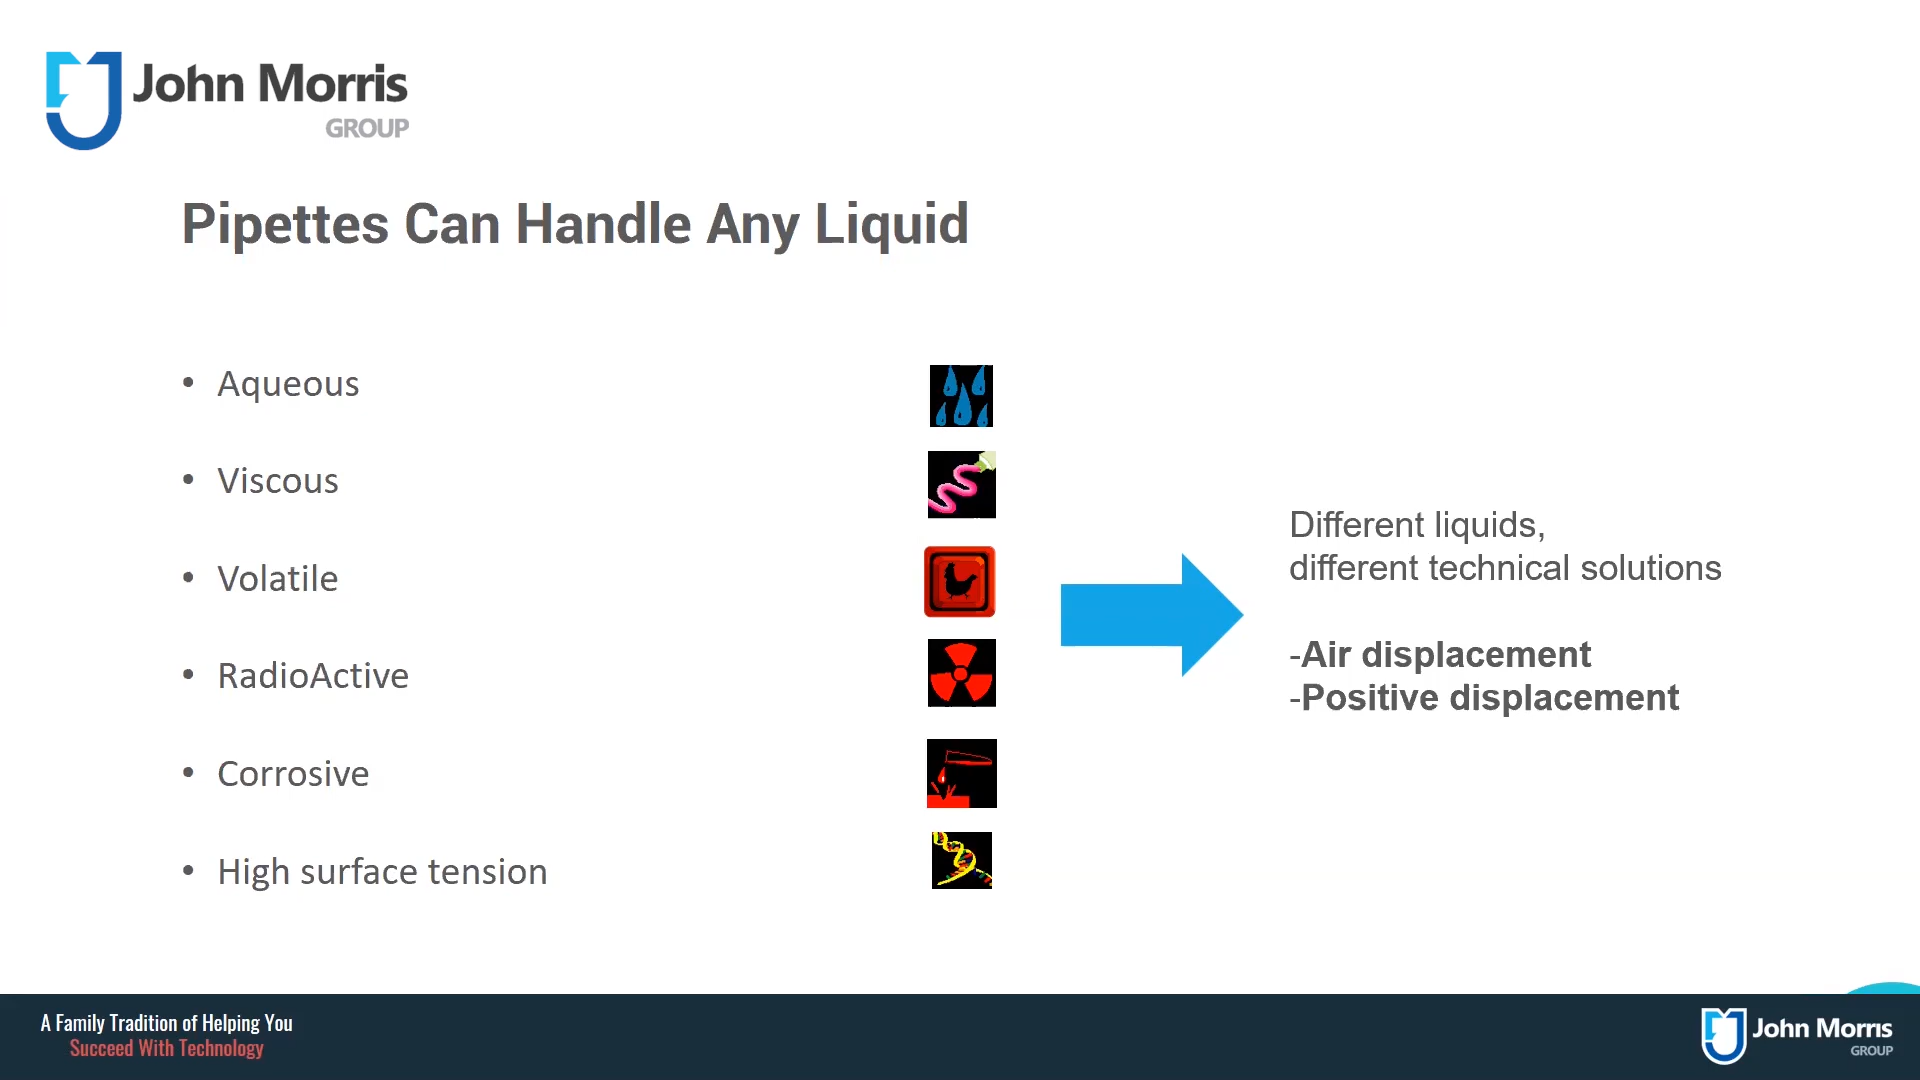 John Morris
GROUP
Pipettes Can Handle Any Liquid
• Aqueous
• Viscous
• Volatile
• RadioActive
• Corrosive
• High surface tension
Different liquids,
different technical solutions
-Air displacement
-Positive displacement
A Family Tradition of Helping You
Succeed With Technology
John Morris
GROUP